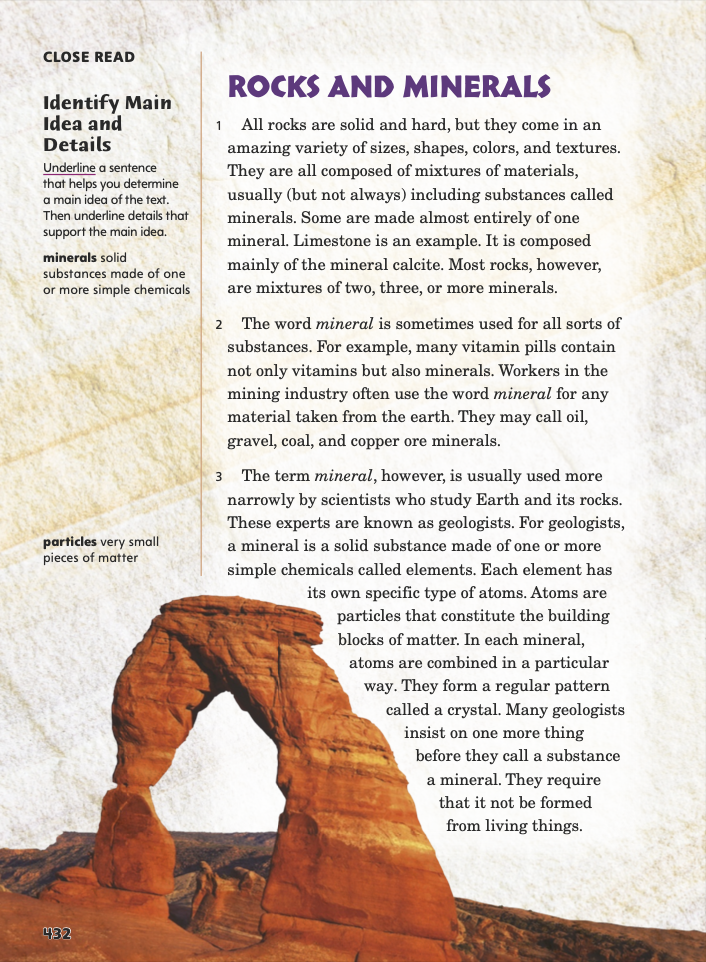 CLOSE READ
Identify Main
Idea and
Details
Underline a sentence
that helps you determine
a main idea of the text.
Then underline details that
support the main idea.
minerals solid
substances made of one
or more simple chemicals
particles very small
pieces of matter
ROCKS AND MINERALS
1 All rocks are solid and hard, but they come in an
amazing variety of sizes, shapes, colors, and textures.
They are all composed of mixtures of materials,
usually (but not always) including substances called
minerals. Some are made almost entirely of one
mineral. Limestone is an example. It is composed
mainly of the mineral calcite. Most rocks, however,
are mixtures of two, three, or more minerals.
2 The word mineral is sometimes used for all sorts of
substances. For example, many vitamin pills contain
not only vitamins but also minerals. Workers in the
mining industry often use the word mineral for any
material taken from the earth. They may call oil,
gravel, coal, and copper ore minerals.
3 The term mineral, however, is usually used more
narrowly by scientists who study Earth and its rocks.
These experts are known as geologists. For geologists,
a mineral is a solid substance made of one or more
simple chemicals called elements. Each element has
its own specific type of atoms. Atoms are
particles that constitute the building
blocks of matter. In each mineral,
atoms are combined in a particular
way. They form a regular pattern
called a crystal. Many geologists
insist on one more thing
before they call a substance
a mineral. They require
that it not be formed
from living things.
432